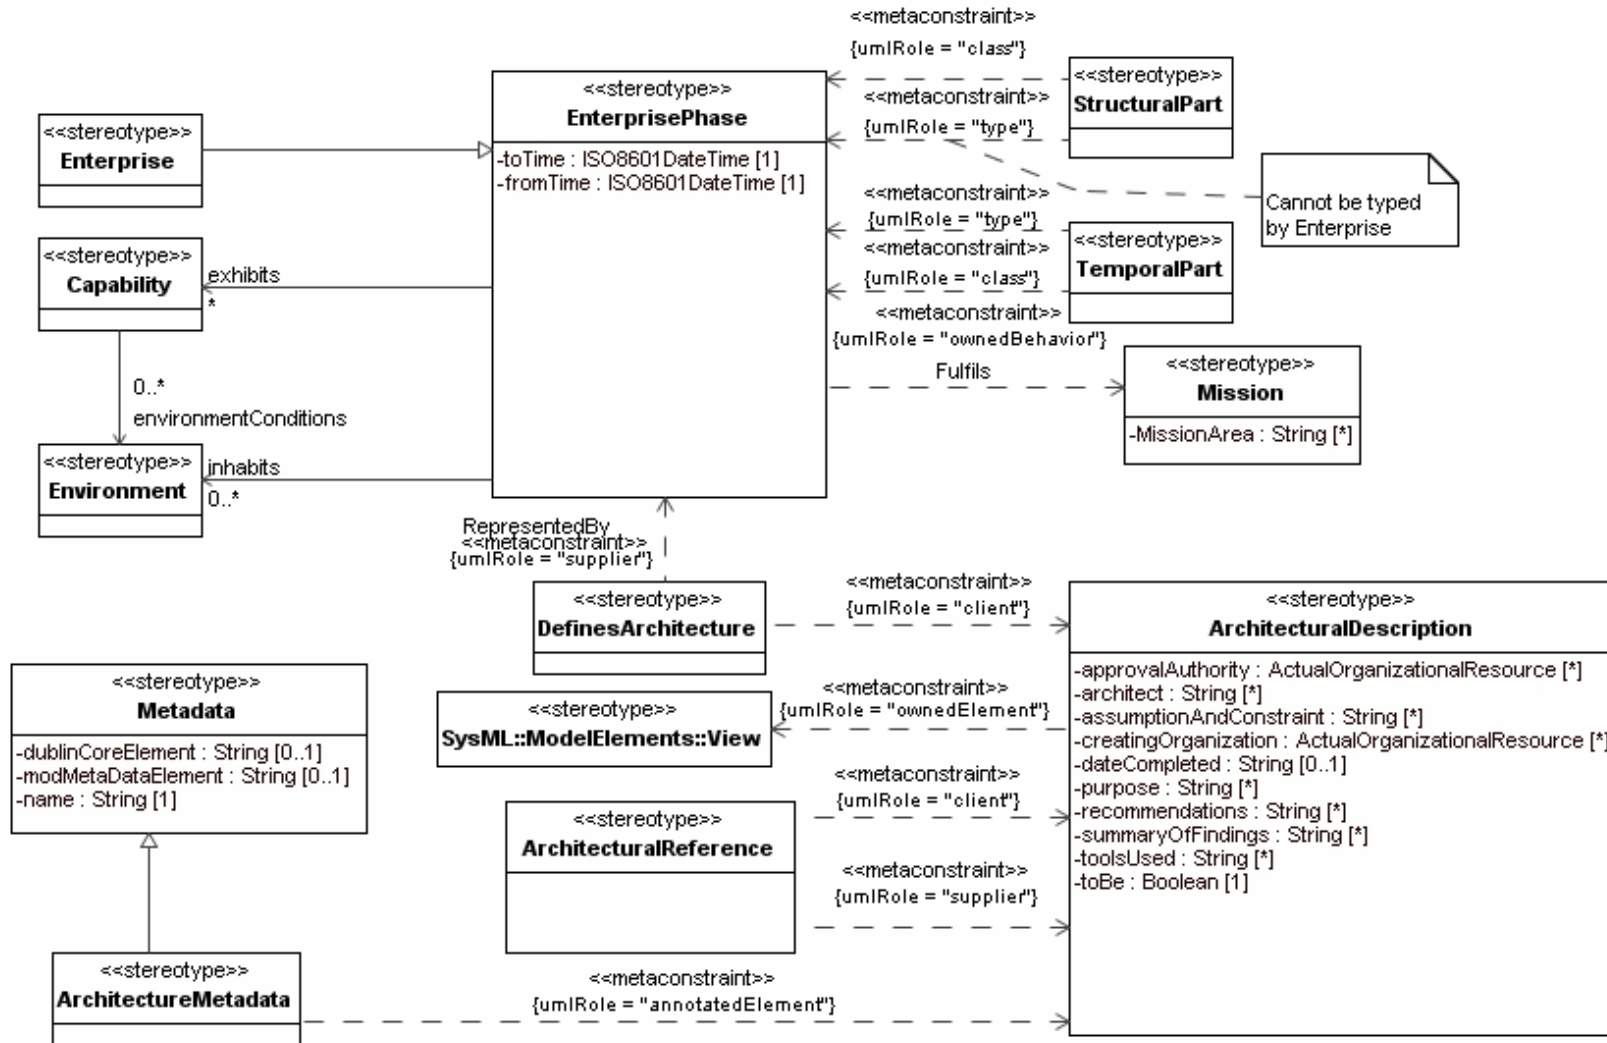 <<metaconstraint>>
{umlRole = "class"}
<<stereotype>>
EnterprisePhase
-toTime : ISO8601DateTime [1]
-fromTime : ISO8601DateTime [1]
<<stereotype>>
StructuralPart
<<metaconstraint>>
{umlRole = "type"}
<<stereotype>>
Enterprise
Cannot be typed
by Enterprise
<<metaconstraint>>
{umlRole = "type"}
<<stereotype>>
TemporalPart
<<metaconstraint>>
{umlRole = "class"}
<<stereotype>>
Capability
exhibits
*
<<metaconstraint>>
{umlRole = "ownedBehavior"}
Fulfils
<<stereotype>>
Mission
-MissionArea : String [*]
0..*
environmentConditions
<<stereotype>>
Environment
inhabits
0..*
RepresentedBy
<<metaconstraint>>
{umlRole = "supplier"}
<<stereotype>>
DefinesArchitecture
<<metaconstraint>>
{umlRole = "client"}
<<stereotype>>
ArchitecturalDescription
-approvalAuthority : ActualOrganizationalResource [*]
-architect : String [*]
-assumptionAndConstraint : String [*]
-creatingOrganization : ActualOrganizationalResource [*]
-dateCompleted : String [0..1]
-purpose : String [*]
-recommendations : String [*]
-summaryOfFindings : String [*]
-toolsUsed : String [*]
-toBe : Boolean [1]
<<stereotype>>
Metadata
-dublinCoreElement : String [0..1]
-modMetaDataElement : String [0..1]
-name : String [1]
<<stereotype>>
SysML::ModelElements::View
<<metaconstraint>>
{umlRole = "ownedElement"}
<<metaconstraint>>
{umlRole = "client"}
<<stereotype>>
ArchitecturalReference
<<metaconstraint>>
{umlRole = "supplier"}
<<stereotype>>
ArchitectureMetadata
<<metaconstraint>>
{umlRole = "annotatedElement"}